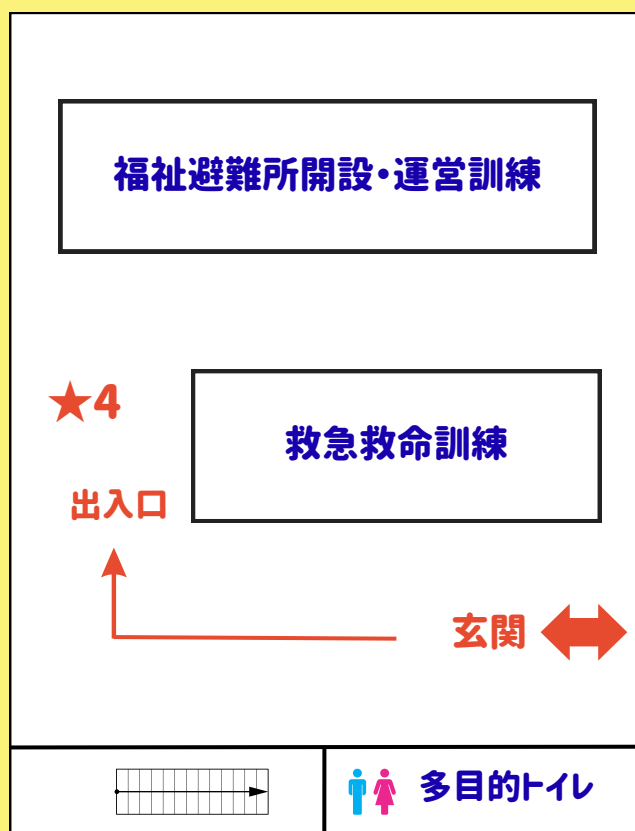 福祉避難所開設・運営訓練
★4
救急救命訓練
出入口
玄関
多目的トイレ